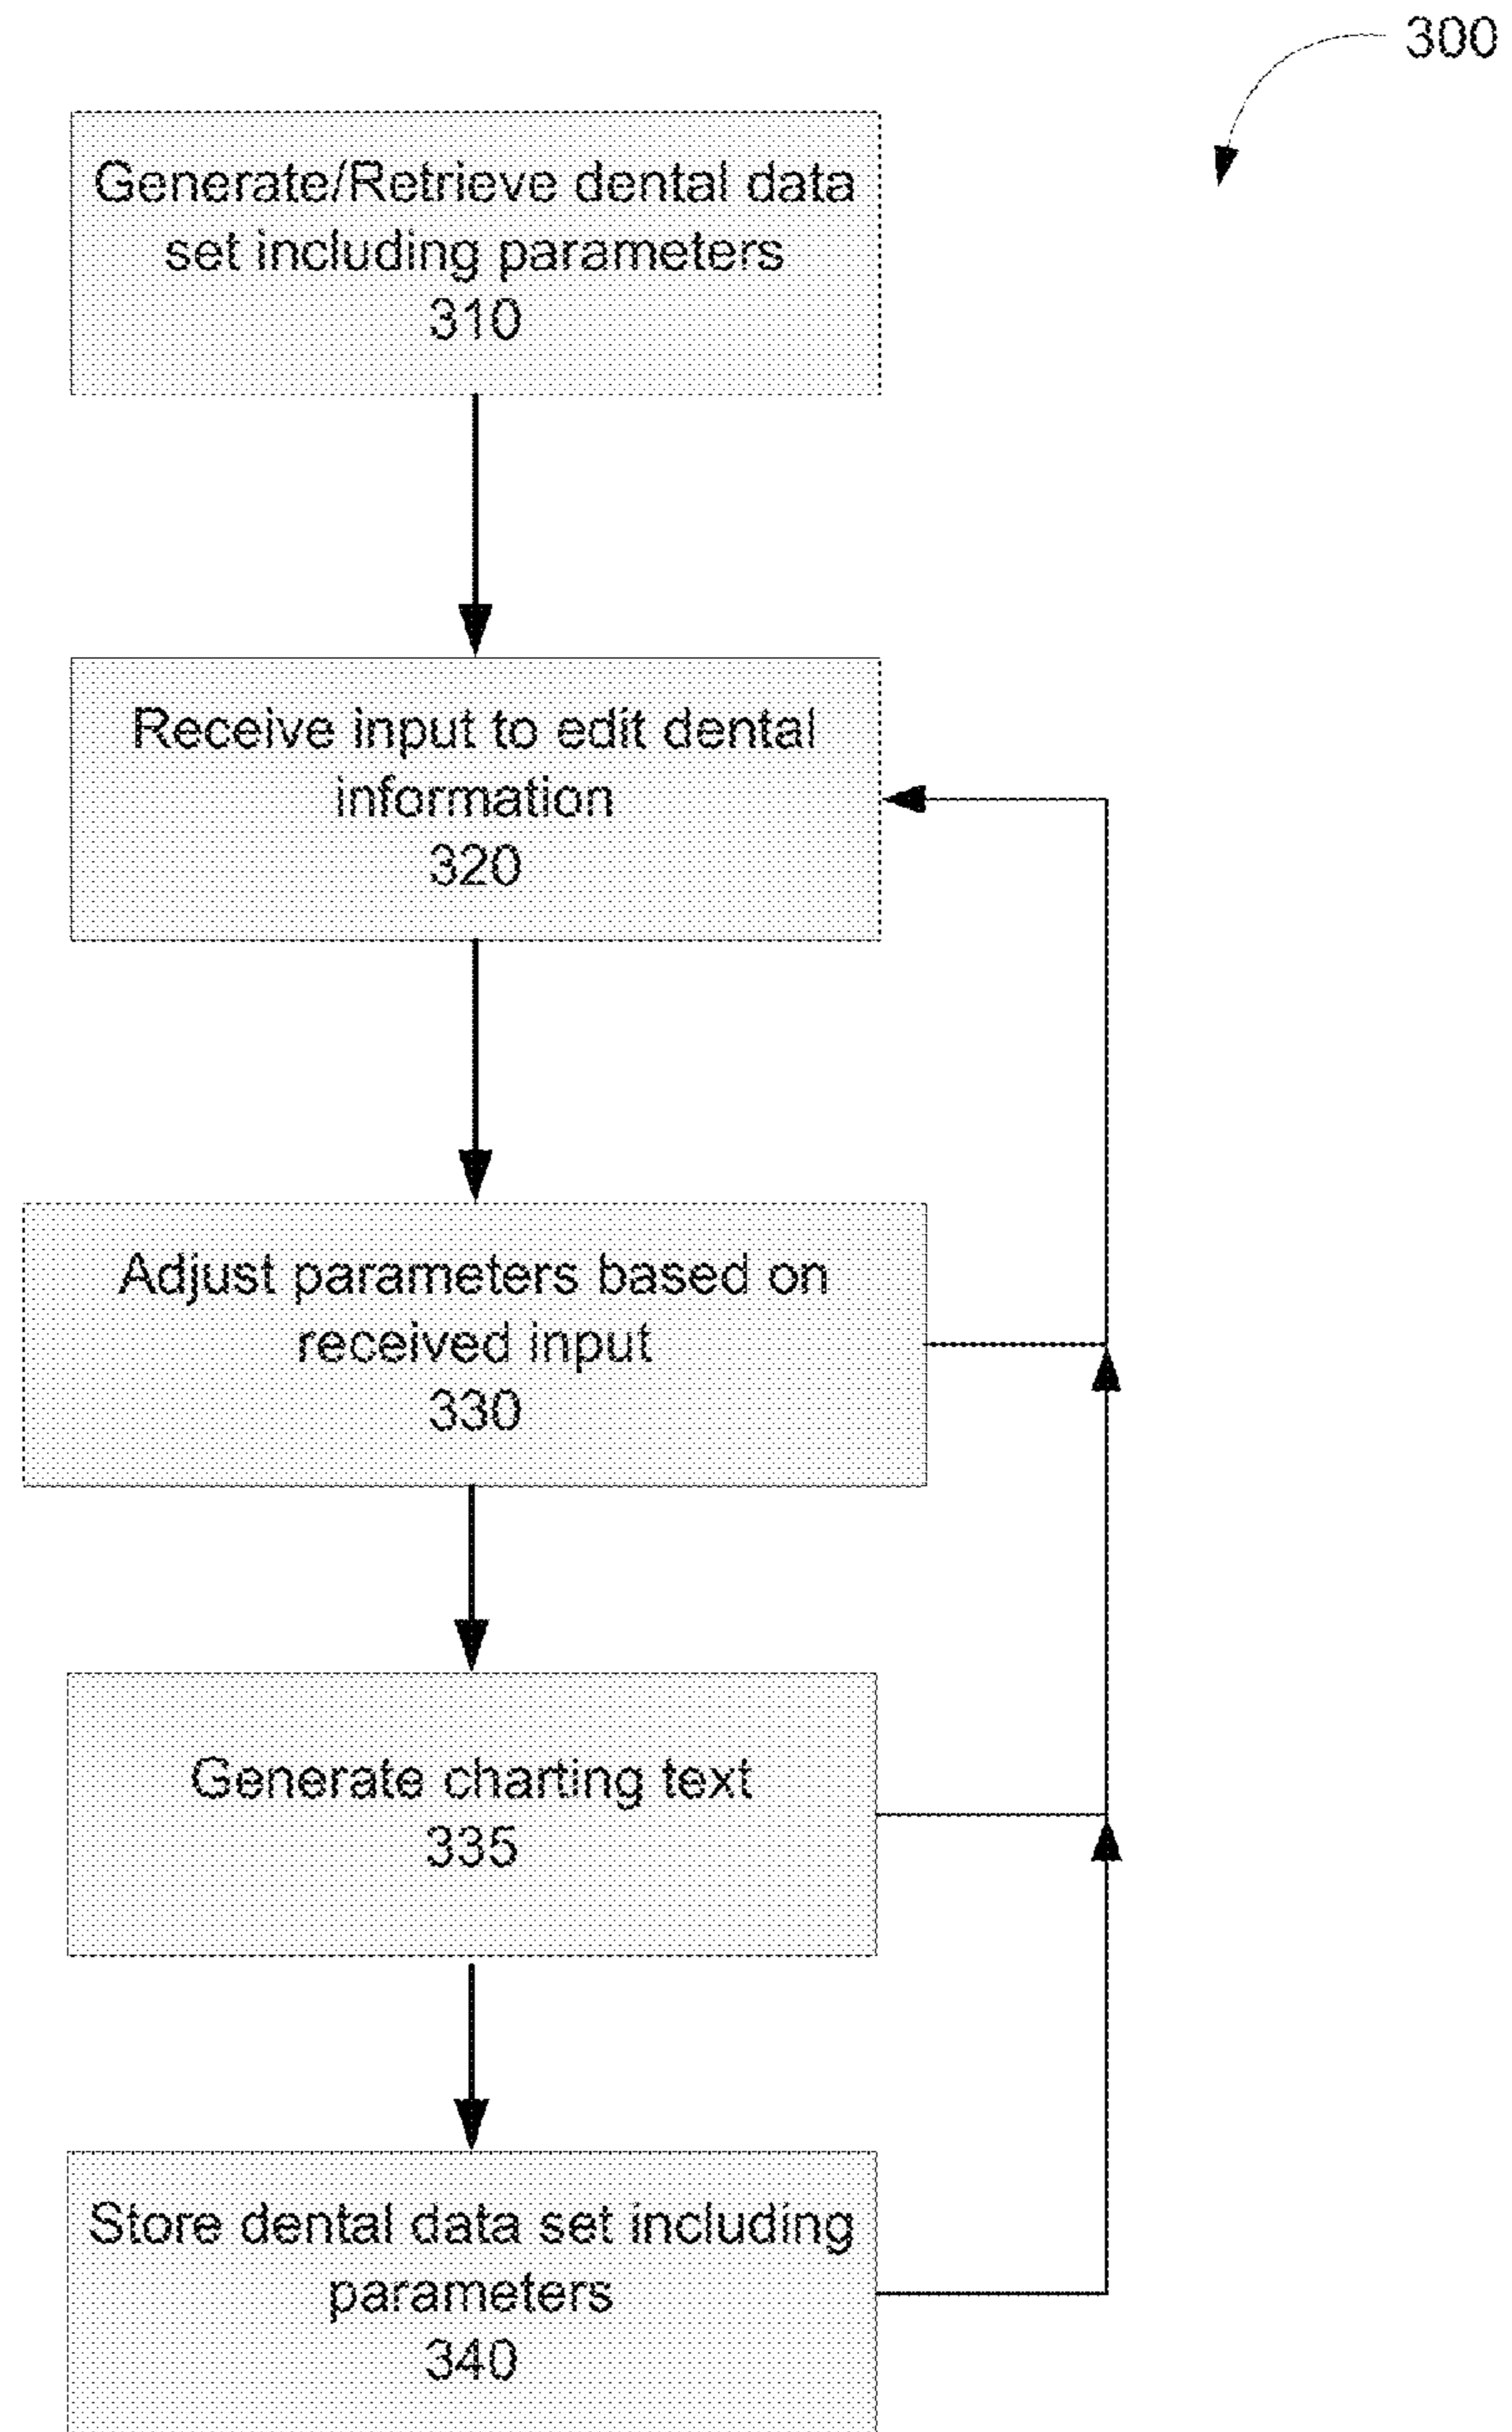 300
Generate/Retrieve dental data
set including parameters
310
Receive input to edit dental
information
320
Adjust parameters based on
received input
330
Generate charting text
335
Store dental data set including
parameters
340